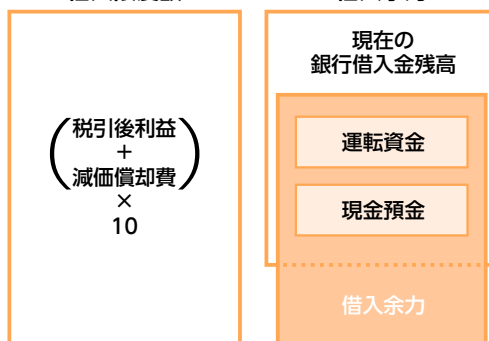 現在の
銀行借入金残高
(税引後利益
+
減価償却費)
×
10
運転資金
現金預金
借入余力